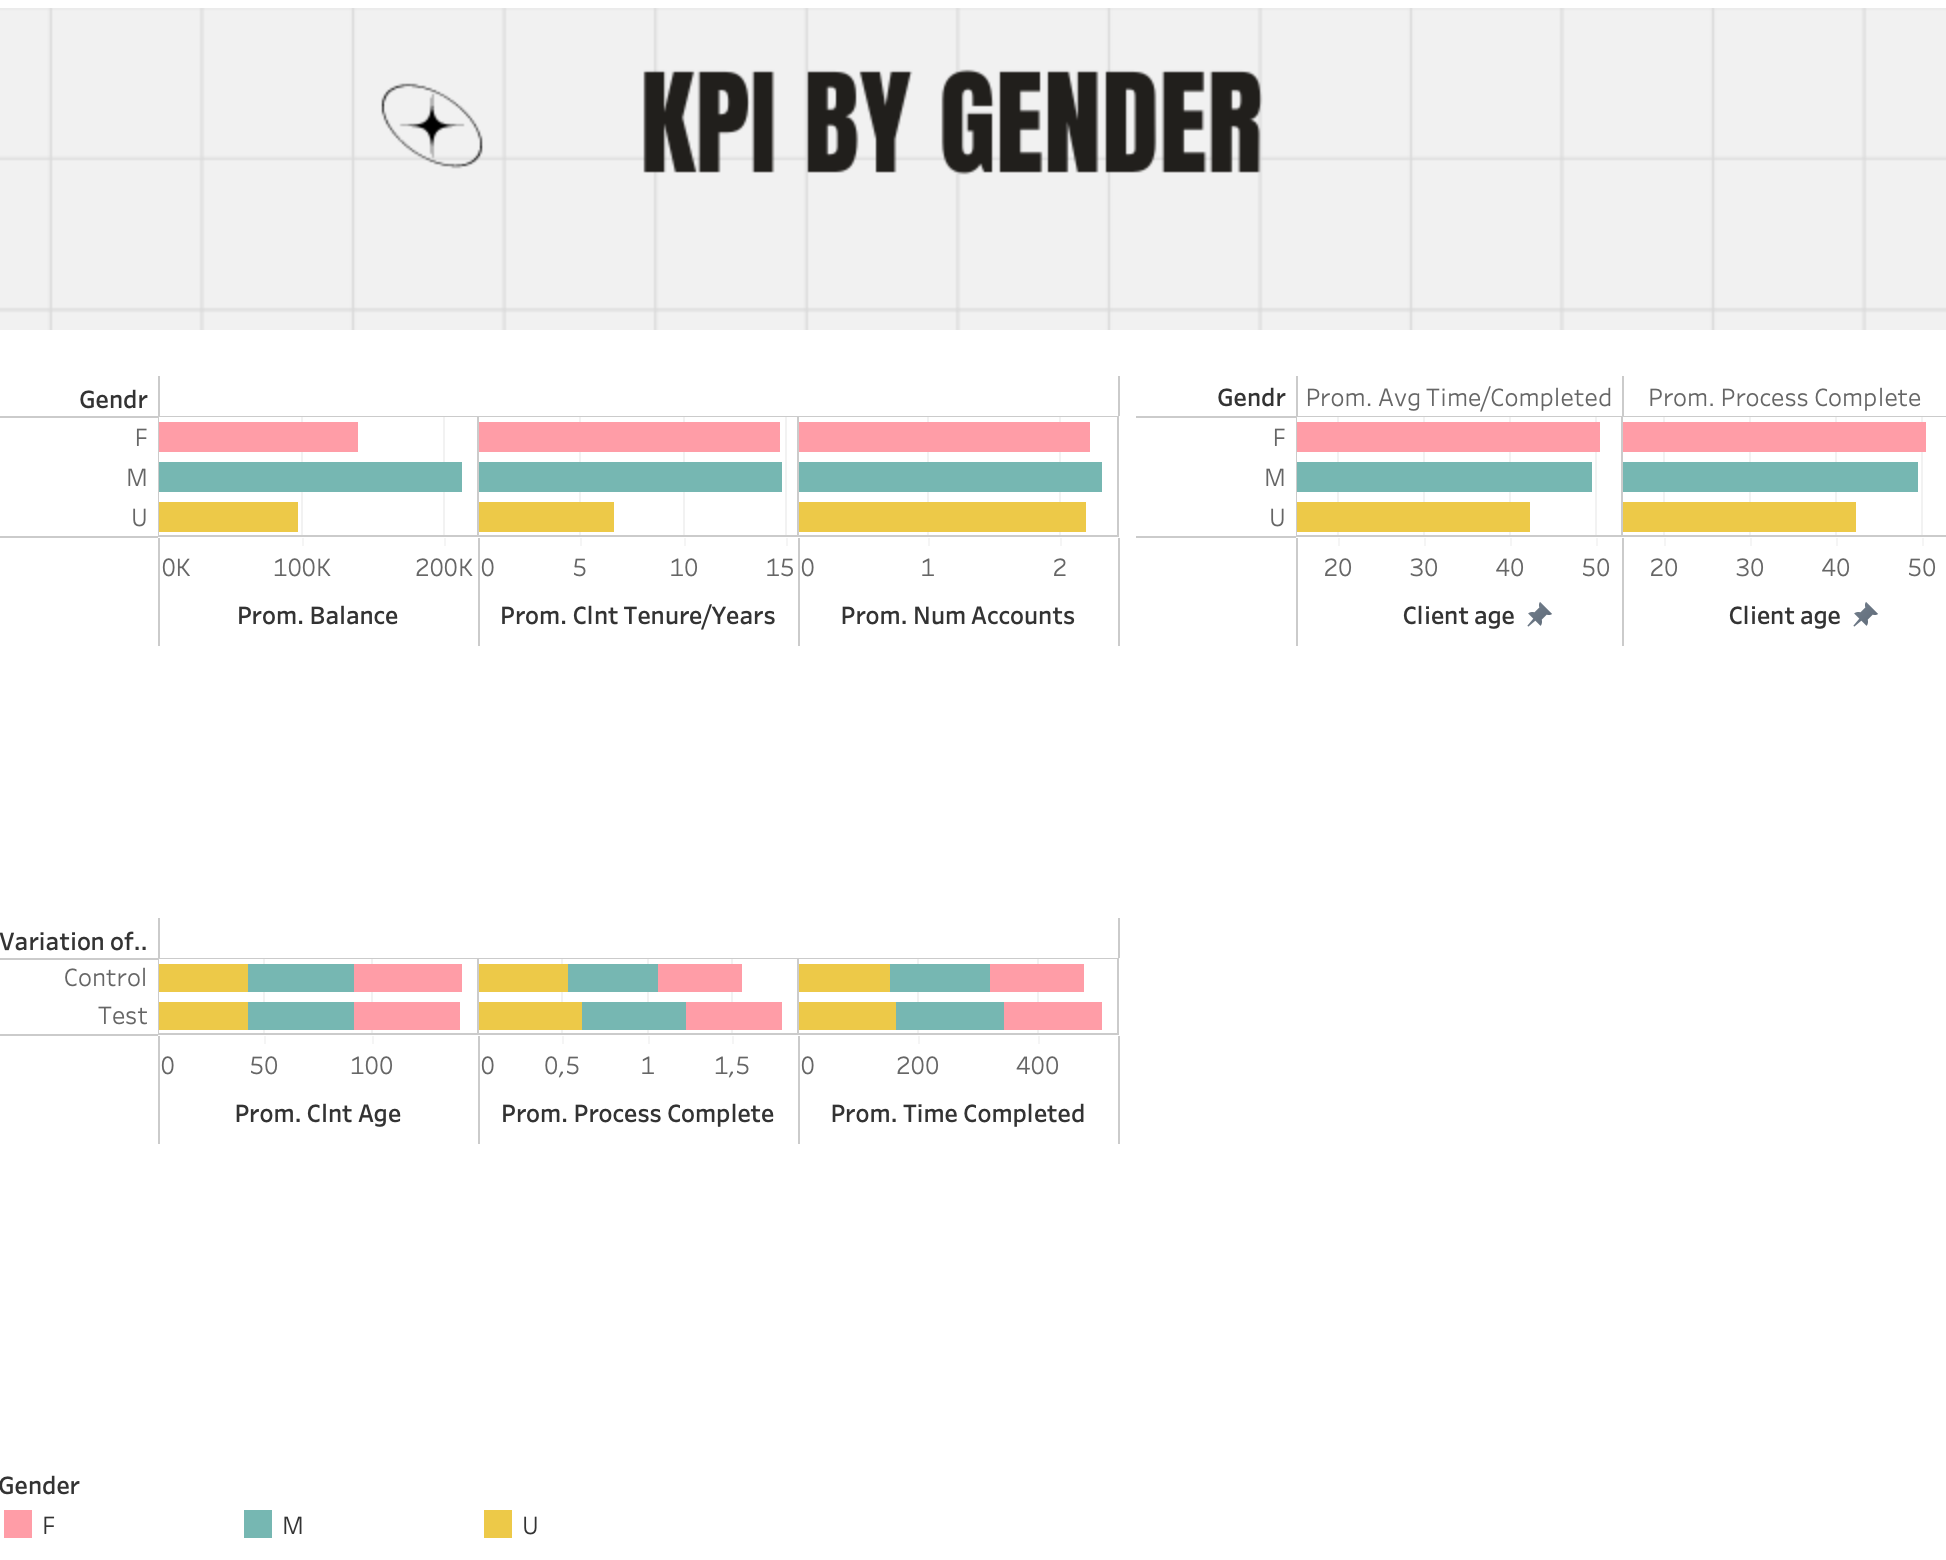 KPI BY GENDER
Gendr
F
M
U
0K 100K 200K 0 5 10 15 0 1 2
Prom. Balance Prom. Clnt Tenure/Years Prom. Num Accounts
Gendr Prom. Avg Time/Completed Prom. Process Complete
F
M
U
20 30 40 50 20 30 40 50
Client age Client age
Variation of..
Control
Test
0 50 100 0 0,5 1 1,5 0 200 400
Prom. Clnt Age Prom. Process Complete Prom. Time Completed
Gender
F M U